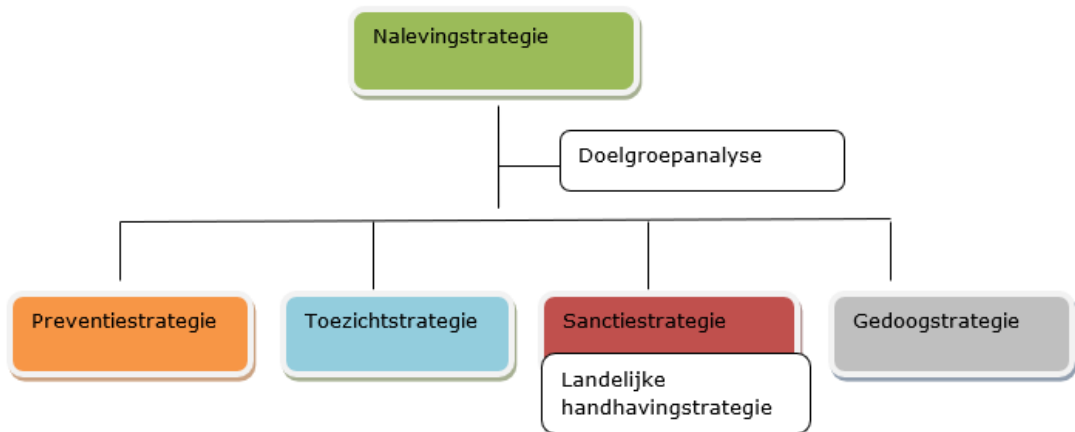 Nalevingstrategie
Doelgroepanalyse
Preventiestrategie
Toezichtstrategie
Sanctiestrategie
Gedoogstrategie
Landelijke
handhavingstrategie